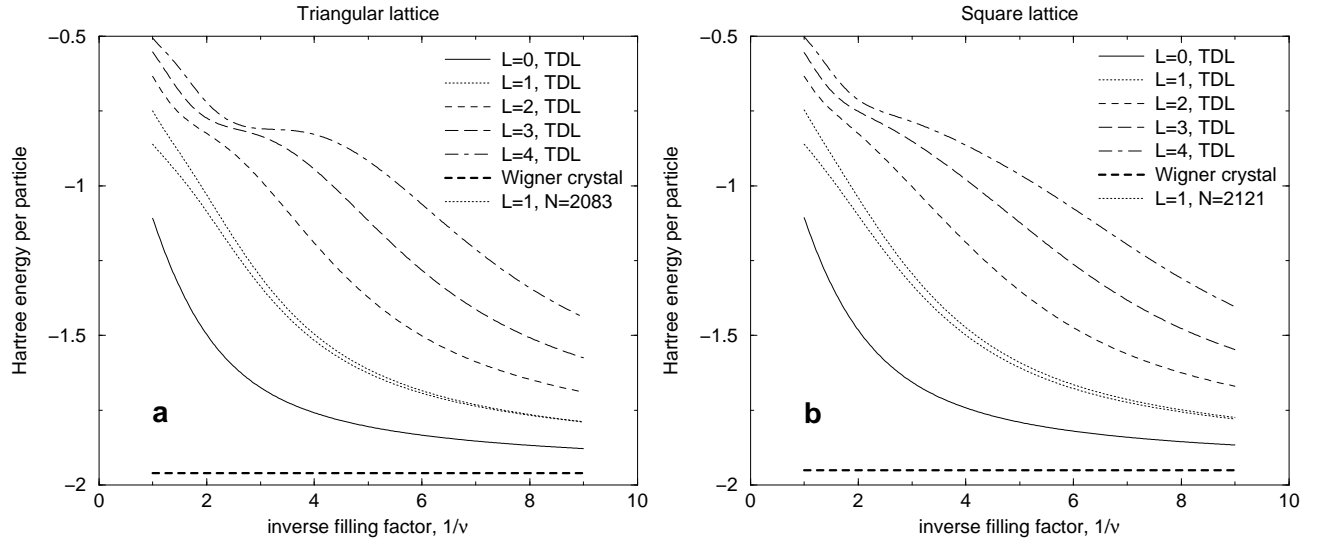 Triangular lattice
−0.5
−1
−1.5
−2
0 2 4 6 8 10
inverse filling factor, 1/ν
Hartree energy per particle
L=0, TDL
L=1, TDL
L=2, TDL
L=3, TDL
L=4, TDL
Wigner crystal
L=1, N=2083
a
Square lattice
−0.5
−1
−1.5
−2
0 2 4 6 8 10
inverse filling factor, 1/ν
Hartree energy per particle
L=0, TDL
L=1, TDL
L=2, TDL
L=3, TDL
L=4, TDL
Wigner crystal
L=1, N=2121
b